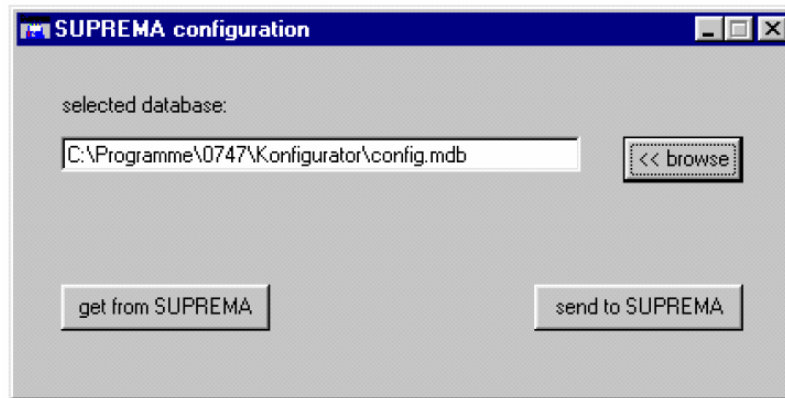 SUPREMA configuration
selected database:
C:\Programme\0747\Konfigurator\config.mdb
<< browse
get from SUPREMA
send to SUPREMA